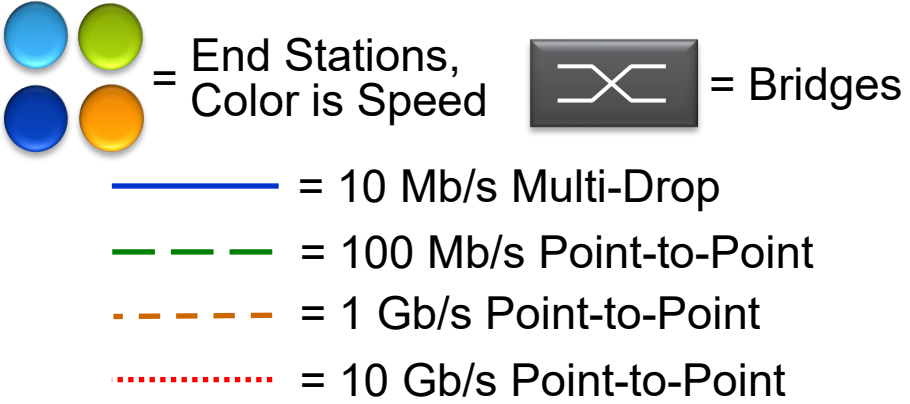 = End Stations,
Color is Speed
= Bridges
= 10 Mb/s Multi-Drop
= 100 Mb/s Point-to-Point
= 1 Gb/s Point-to-Point
= 10 Gb/s Point-to-Point